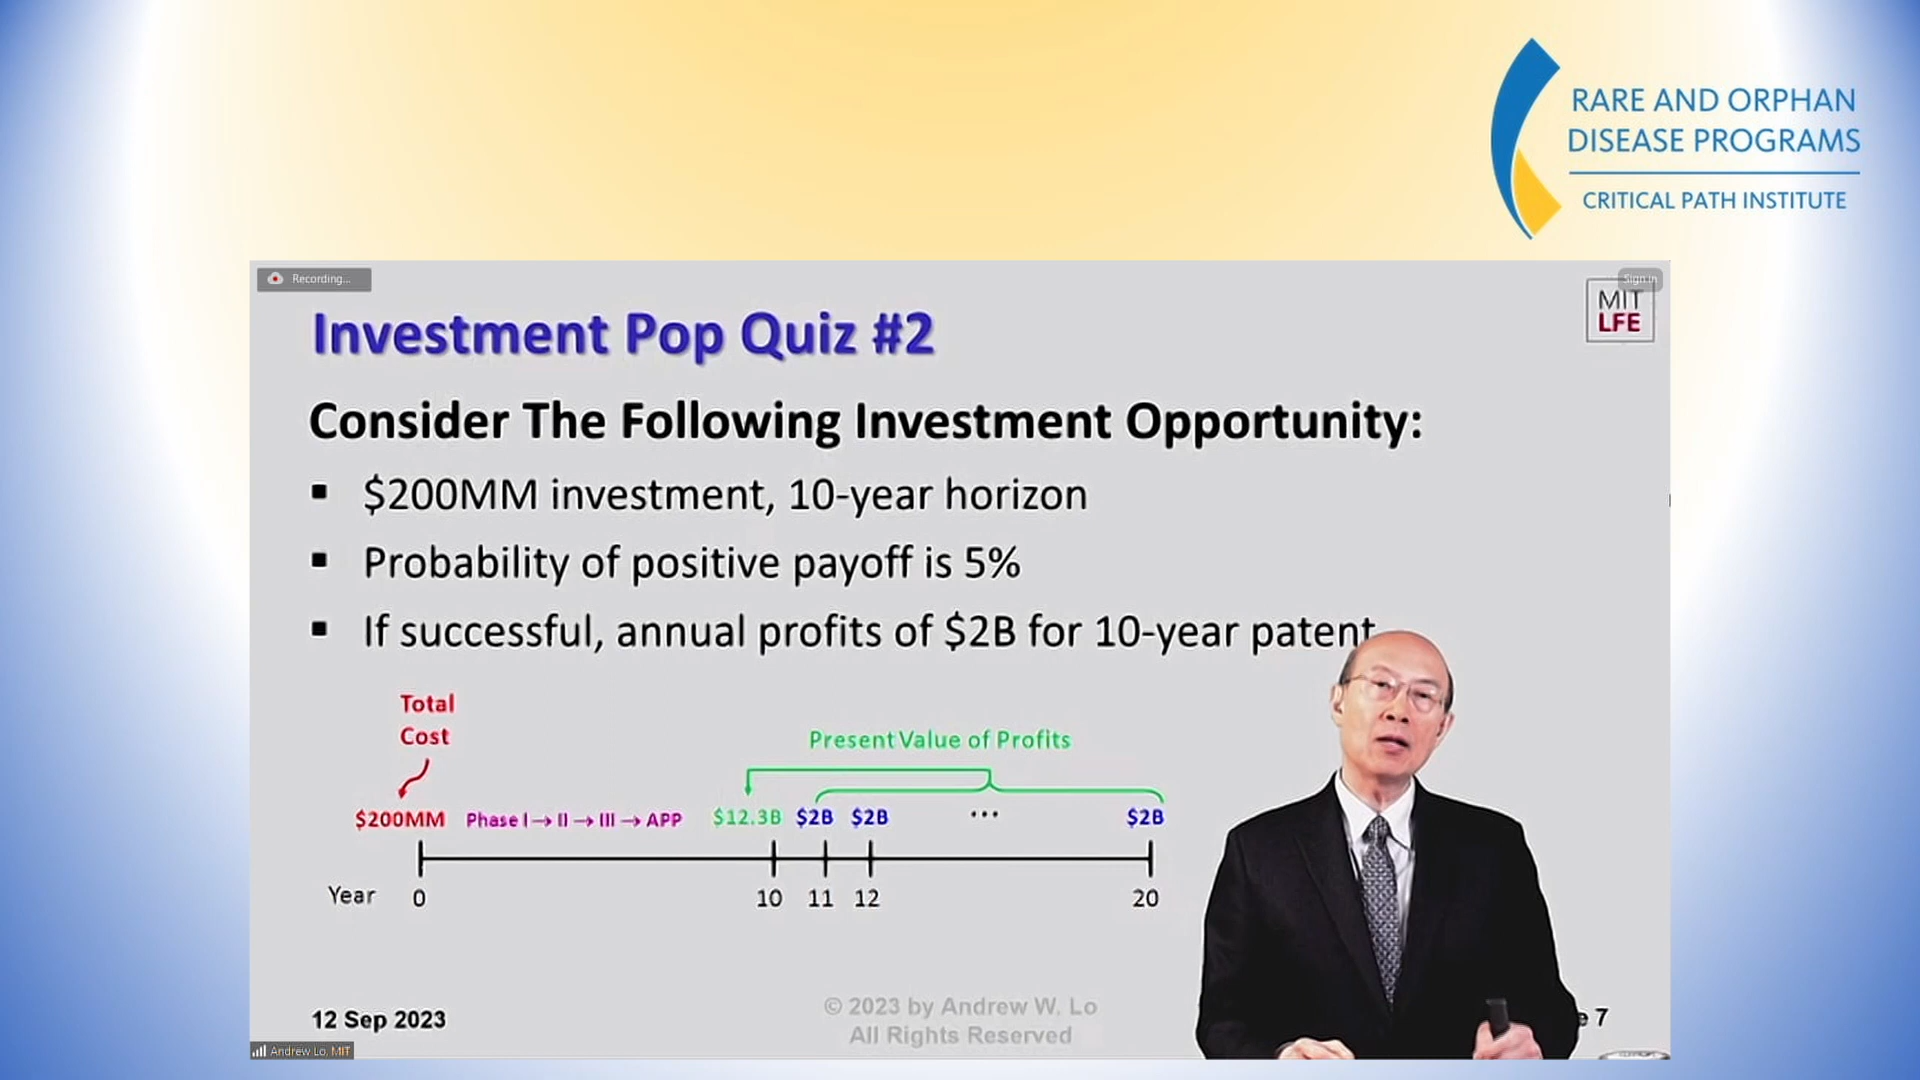 RARE AND ORPHAN
DISEASE PROGRAMS
CRITICAL PATH INSTITUTE
Recording...
Sign in
MIT
LFE
Investment Pop Quiz #2
Consider The Following Investment Opportunity:
▪ $200MM investment, 10-year horizon
▪ Probability of positive payoff is 5%
▪ If successful, annual profits of $2B for 10-year patent
Total
Cost
Present Value of Profits
$200MM Phase I → II → III → APP $12.3B $2B $2B ... $2B
Year 0 10 11 12 20
12 Sep 2023
© 2023 by Andrew W. Lo
All Rights Reserved
7
Andrew Lo, MIT